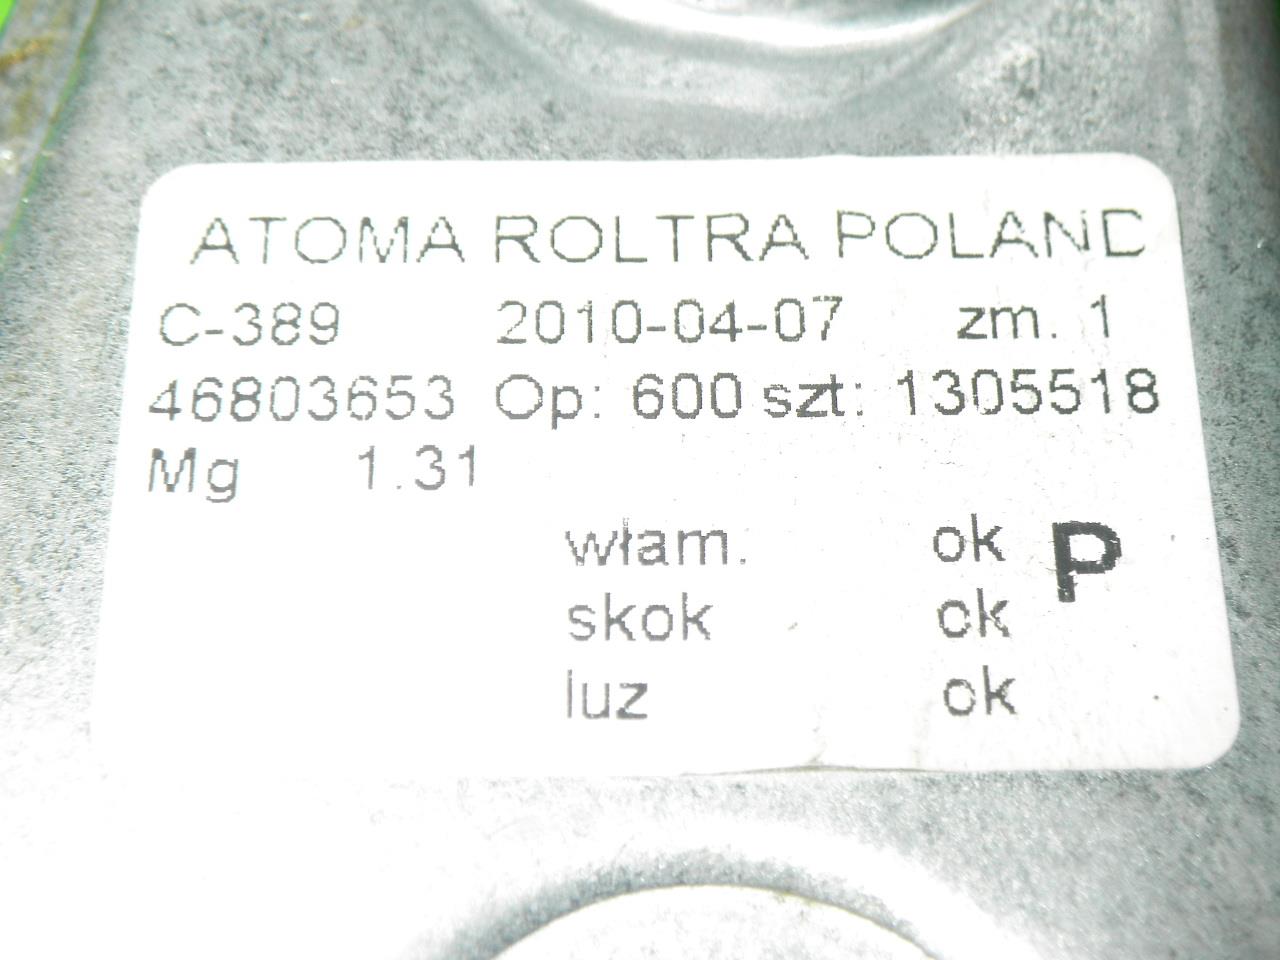 ATOMA ROLTRA POLAND
C-389 2010-04-07 zm. 1
46803653 Op: 600 szt: 1305518
Mg 1.31
włam. ok P
skok ok
luz ok